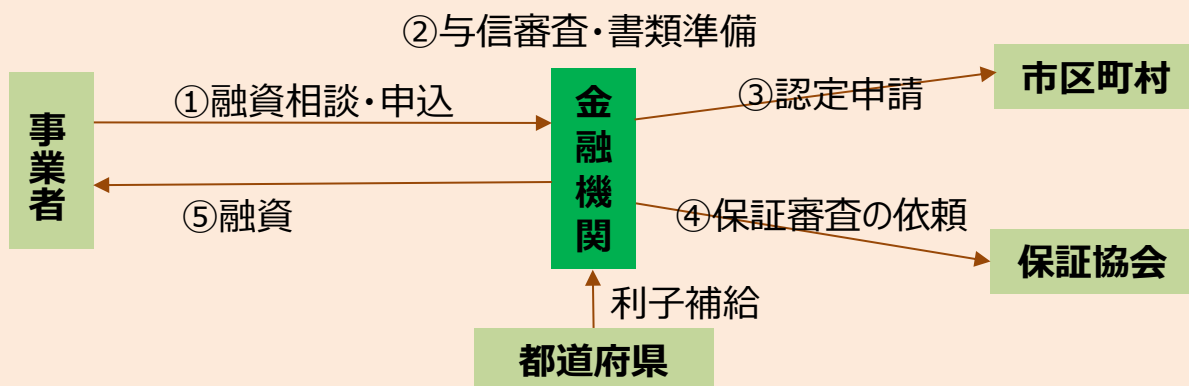 ②与信審査・書類準備
市区町村
①融資相談・申込
金融機関
③認定申請
事業者
⑤融資
④保証審査の依頼
保証協会
利子補給
都道府県